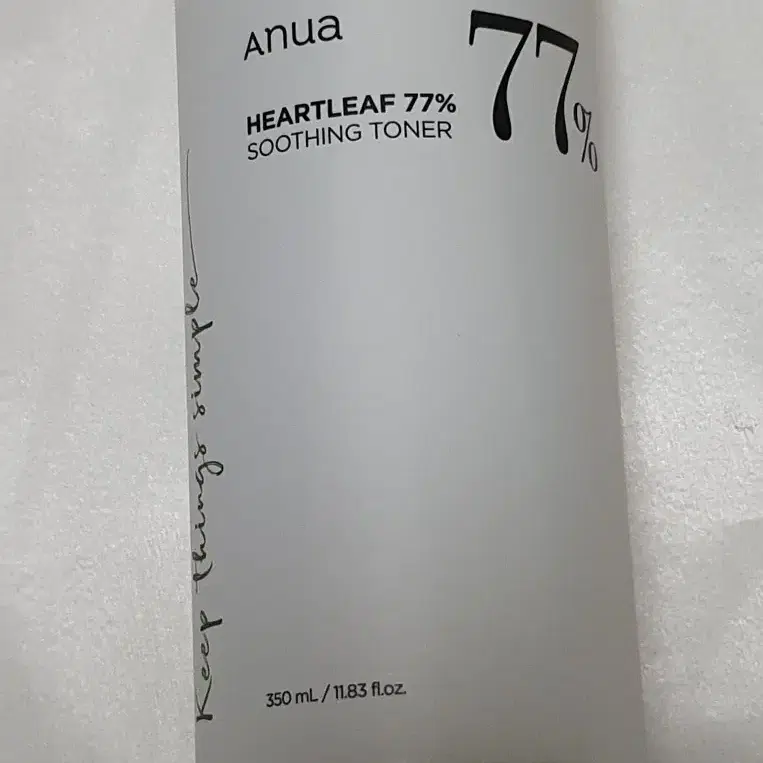 Anua
77%
HEARTLEAF 77%
SOOTHING TONER
Keep things simple
350 mL / 11.83 fl.oz.